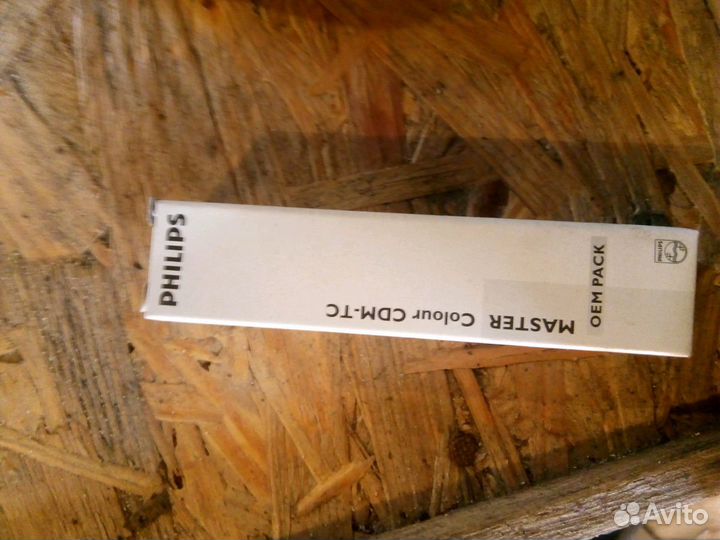 PHILIPS
MASTER Colour CDM-TC
OEM PACK
PHILIPS
Avito